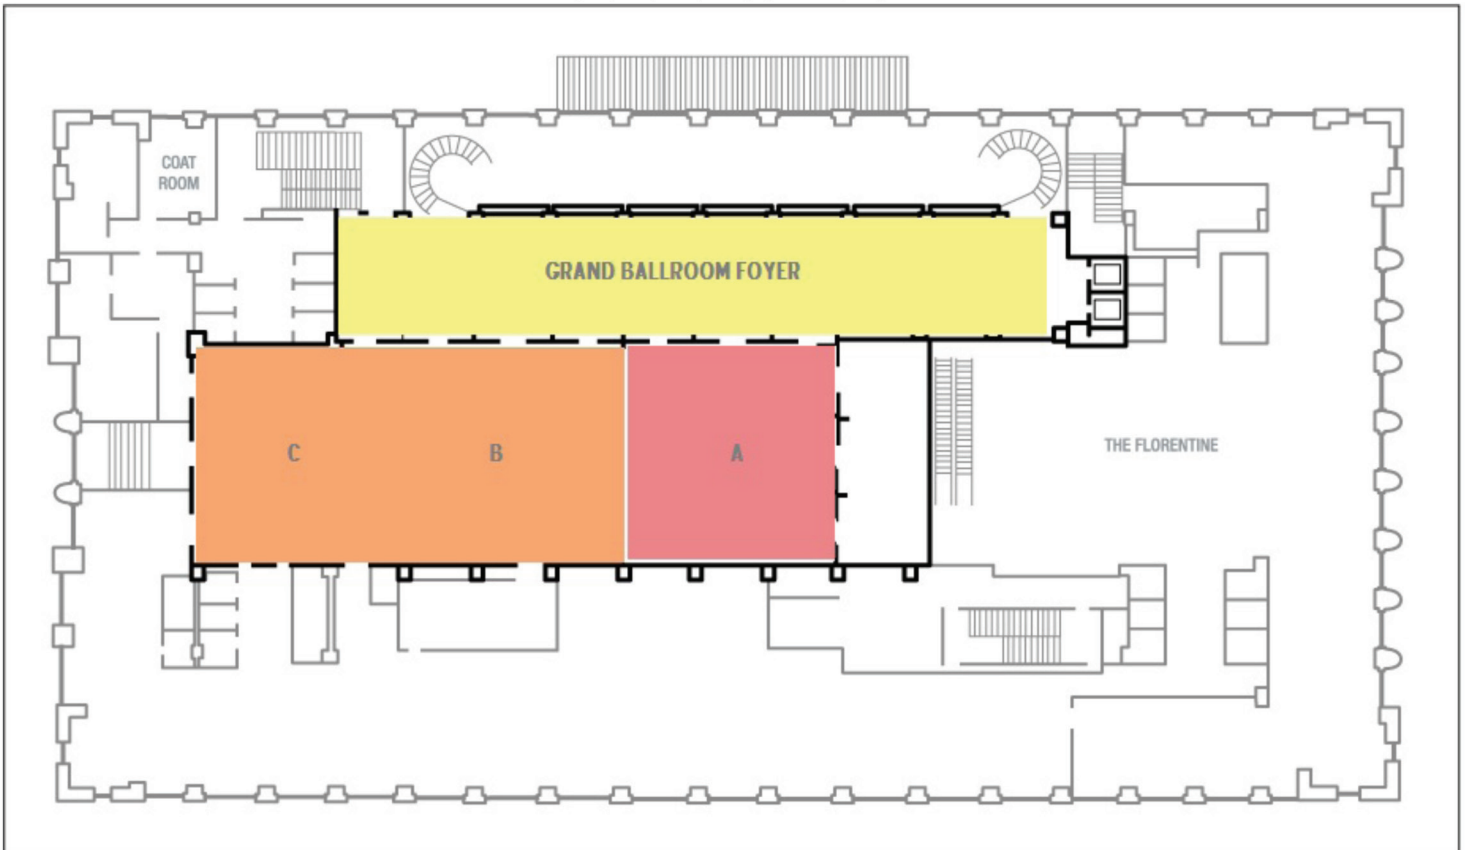 COAT
ROOM
GRAND BALLROOM FOYER
C
B
A
THE FLORENTINE